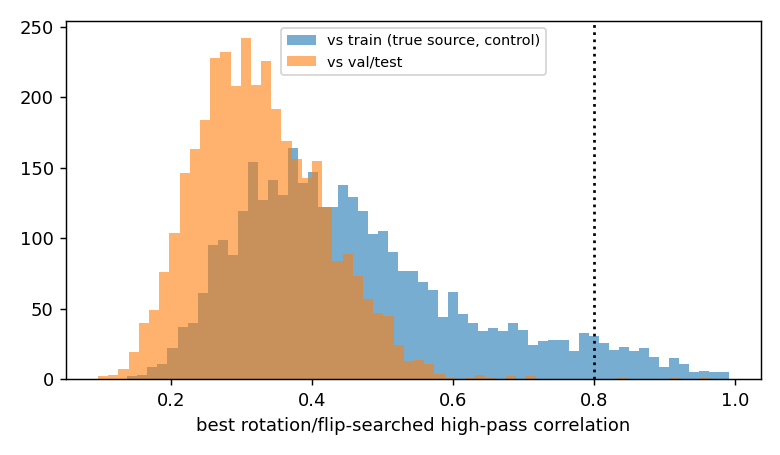 250
200
150
100
50
0
vs train (true source, control)
vs val/test
0.2 0.4 0.6 0.8 1.0
best rotation/flip-searched high-pass correlation